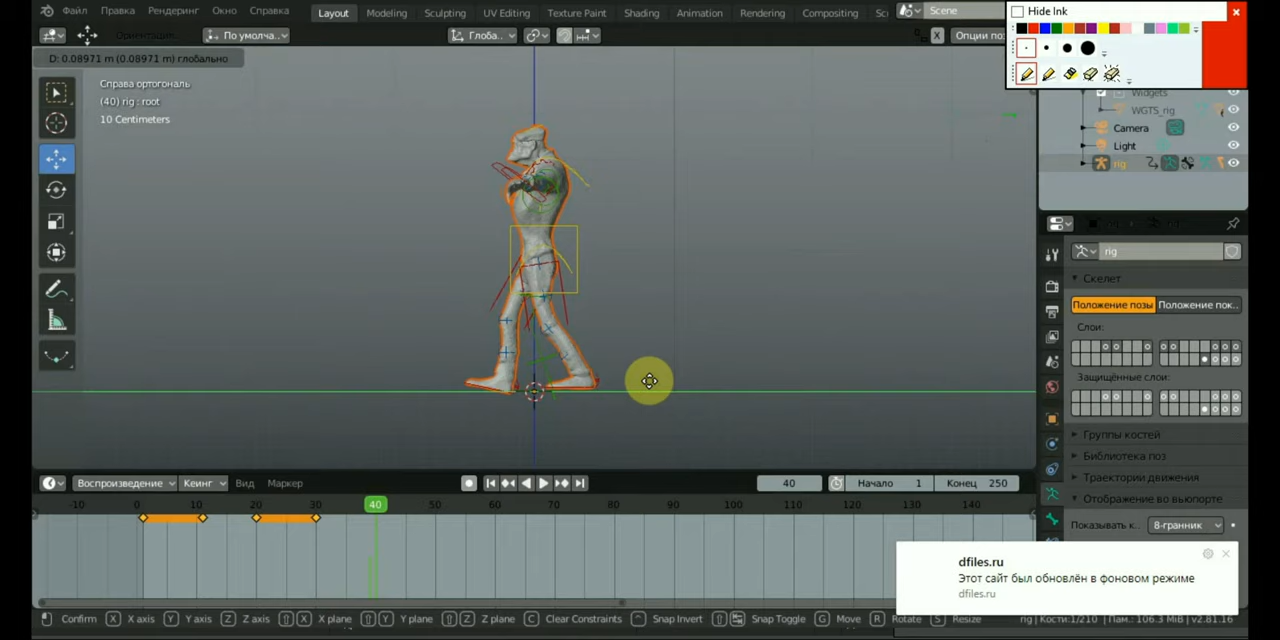 Файл Правка Рендеринг Окно Справка Layout Modeling Sculpting UV Editing Texture Paint Shading Animation Rendering Compositing Sc Scene
Hide Ink
Ориентация: По умолча.. Глоба.. X Опции по:
D: 0.08971 m (0.08971 m) глобально
Справа ортогональ
(40) rig : root
10 Centimeters
Widgets
WGTS_rig
Camera
Light
rig
rig
Скелет
Положение позы Положение пок..
Слои:
Защищённые слои:
Группы костей
Библиотека поз
Траектории движения
Отображение во вьюпорте
Показывать к.. 8-гранник
Воспроизведение Кеинг Вид Маркер 40 Начало 1 Конец 250
-10 0 10 20 30 40 50 60 70 80 90 100 110 120 130 140
dfiles.ru
Этот сайт был обновлён в фоновом режиме
dfiles.ru
Confirm X X axis Y Y axis Z Z axis X X plane Y Y plane Z Z plane C Clear Constraints Snap Invert Snap Toggle G Move R Rotate S Resize rig | Кости:1/210 | Пам.: 106.3 MiB | v2.81.16